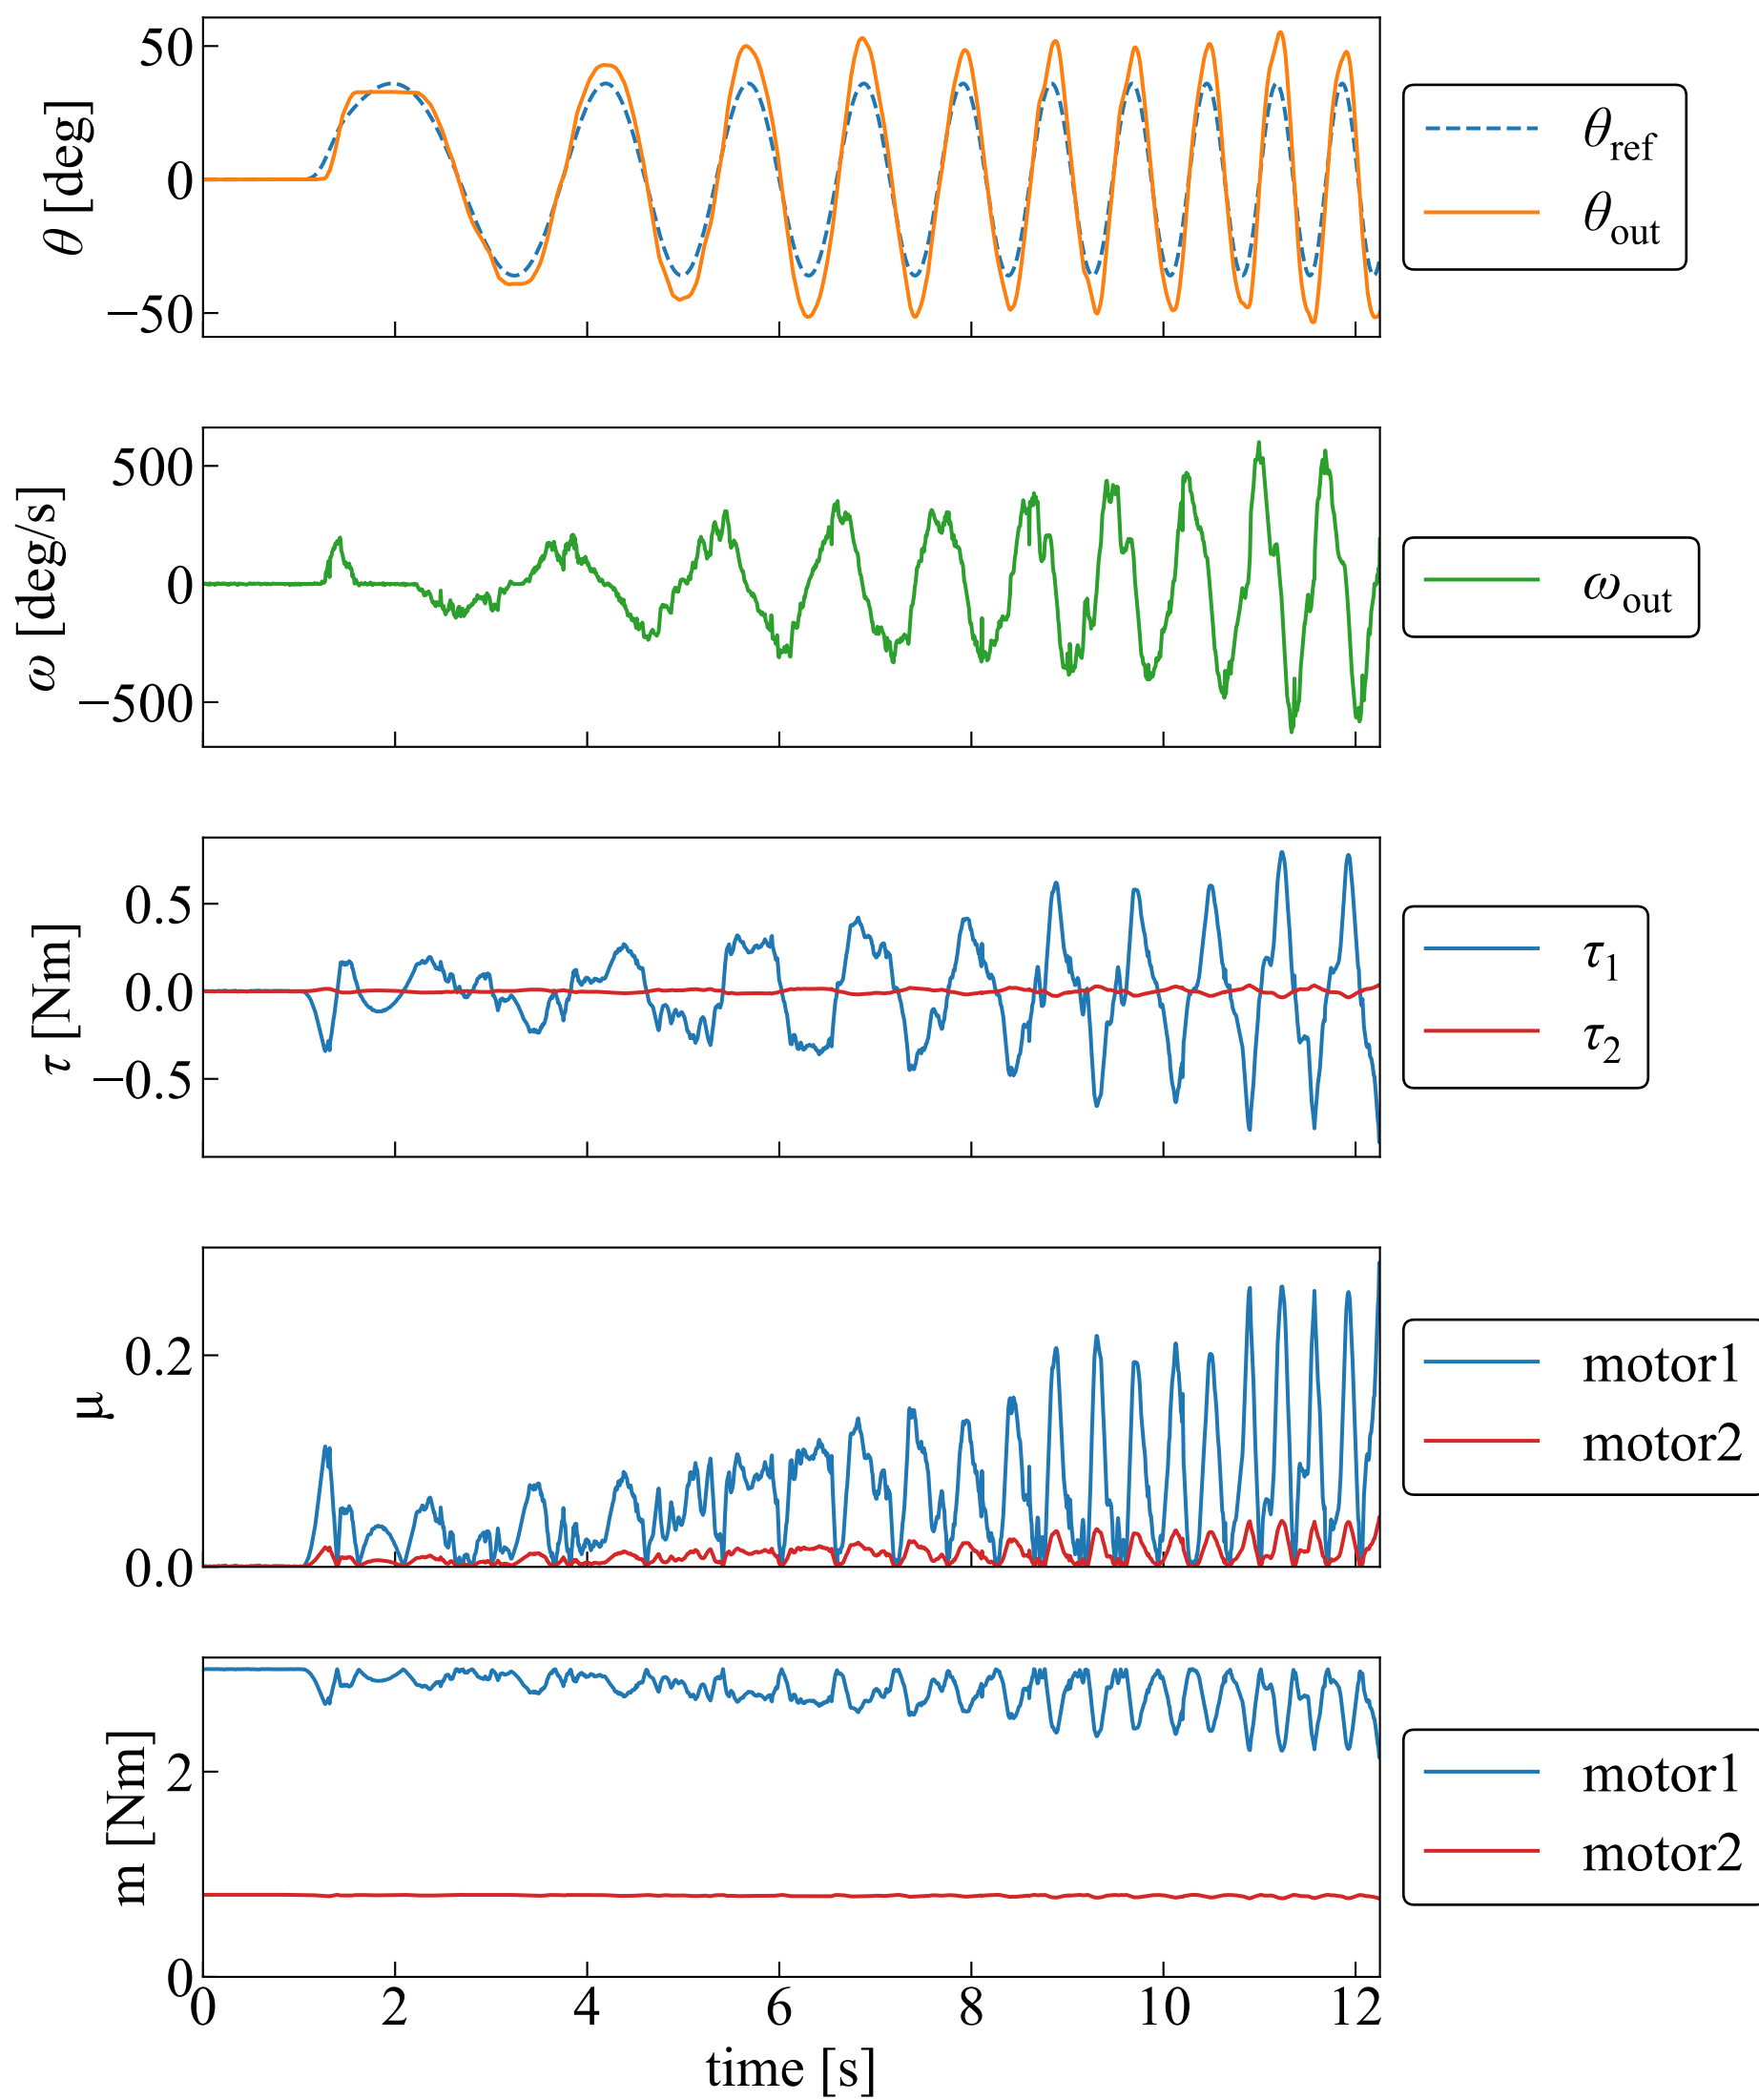 θ [deg]
50
0
−50
θref
θout
ω [deg/s]
500
0
−500
ωout
τ [Nm]
0.5
0.0
−0.5
τ1
τ2
μ
0.2
0.0
motor1
motor2
m [Nm]
2
0
motor1
motor2
0 2 4 6 8 10 12
time [s]